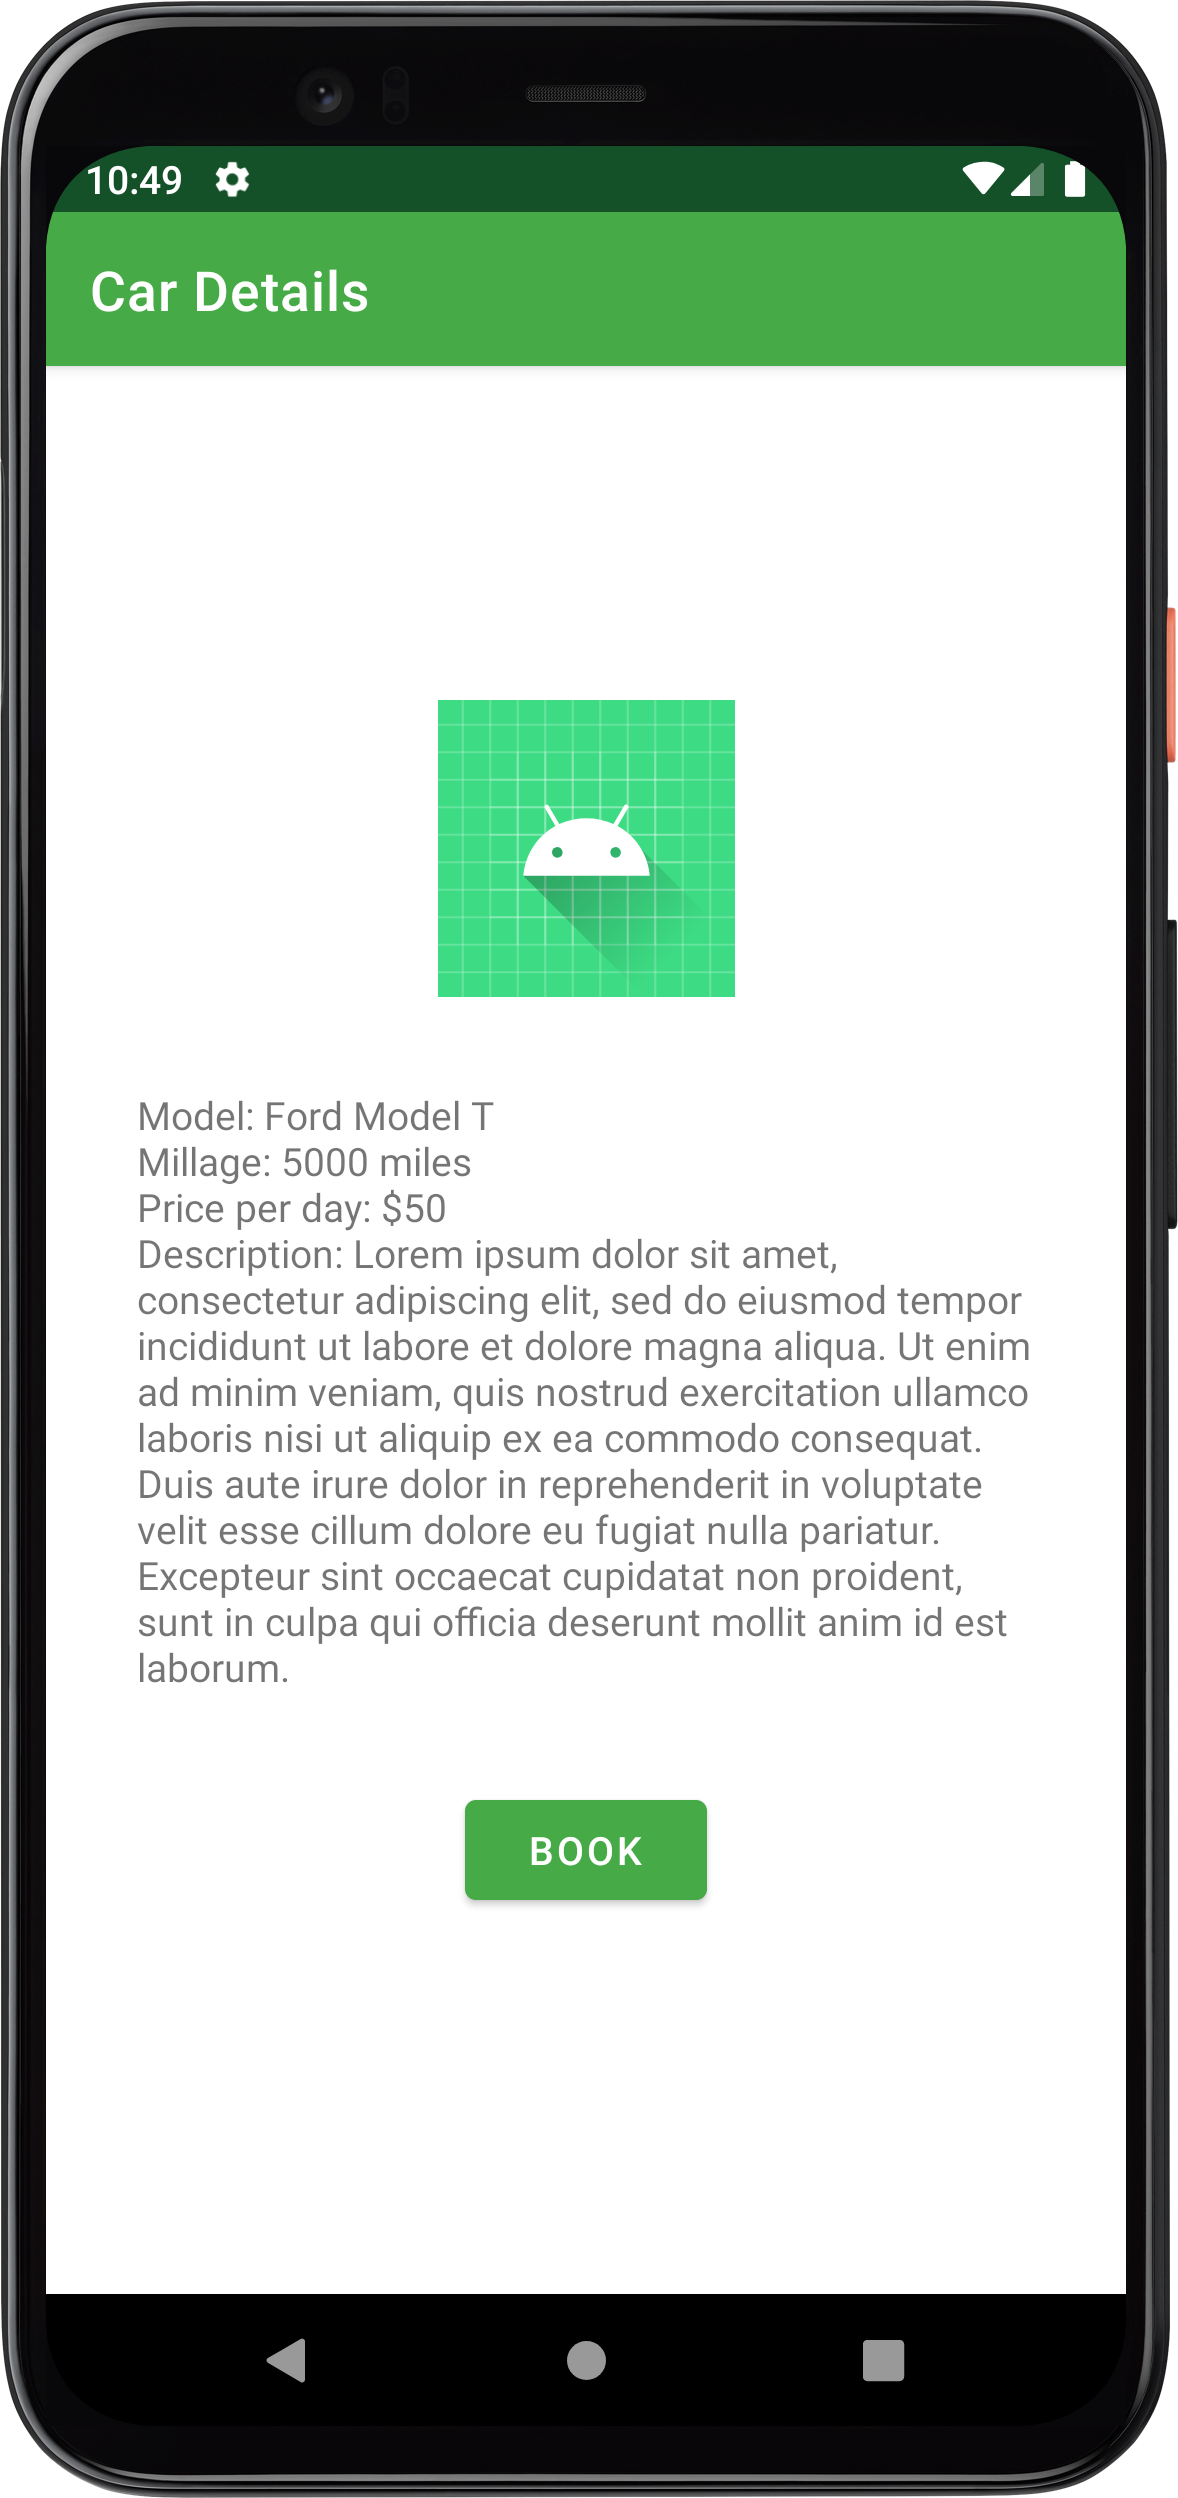 10:49
Car Details
Model: Ford Model T
Millage: 5000 miles
Price per day: $50
Description: Lorem ipsum dolor sit amet,
consectetur adipiscing elit, sed do eiusmod tempor
incididunt ut labore et dolore magna aliqua. Ut enim
ad minim veniam, quis nostrud exercitation ullamco
laboris nisi ut aliquip ex ea commodo consequat.
Duis aute irure dolor in reprehenderit in voluptate
velit esse cillum dolore eu fugiat nulla pariatur.
Excepteur sint occaecat cupidatat non proident,
sunt in culpa qui officia deserunt mollit anim id est
laborum.
BOOK